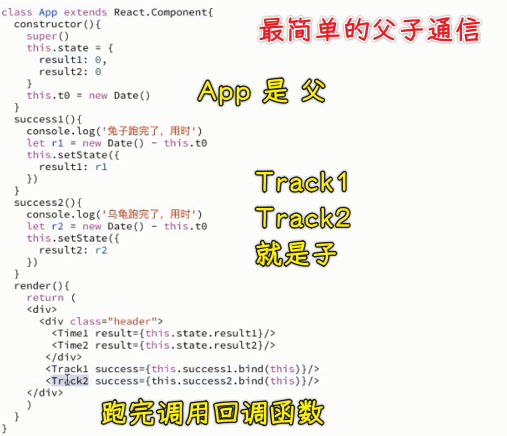 class App extends React.Component{
最简单的父子通信
constructor(){
super()
this.state = {
result1: 0,
result2: 0
}
this.t0 = new Date()
}
App 是 父
success1(){
console.log('兔子跑完了，用时')
let r1 = new Date() - this.t0
this.setState({
result1: r1
})
}
Track1
Track2
就是子
success2(){
console.log('乌龟跑完了，用时')
let r2 = new Date() - this.t0
this.setState({
result2: r2
})
}
render(){
return (
<div>
<div class="header">
<Time1 result={this.state.result1}/>
<Time2 result={this.state.result2}/>
</div>
<Track1 success={this.success1.bind(this)}/>
<Track2 success={this.success2.bind(this)}/>
</div>
)
}
}
跑完调用回调函数